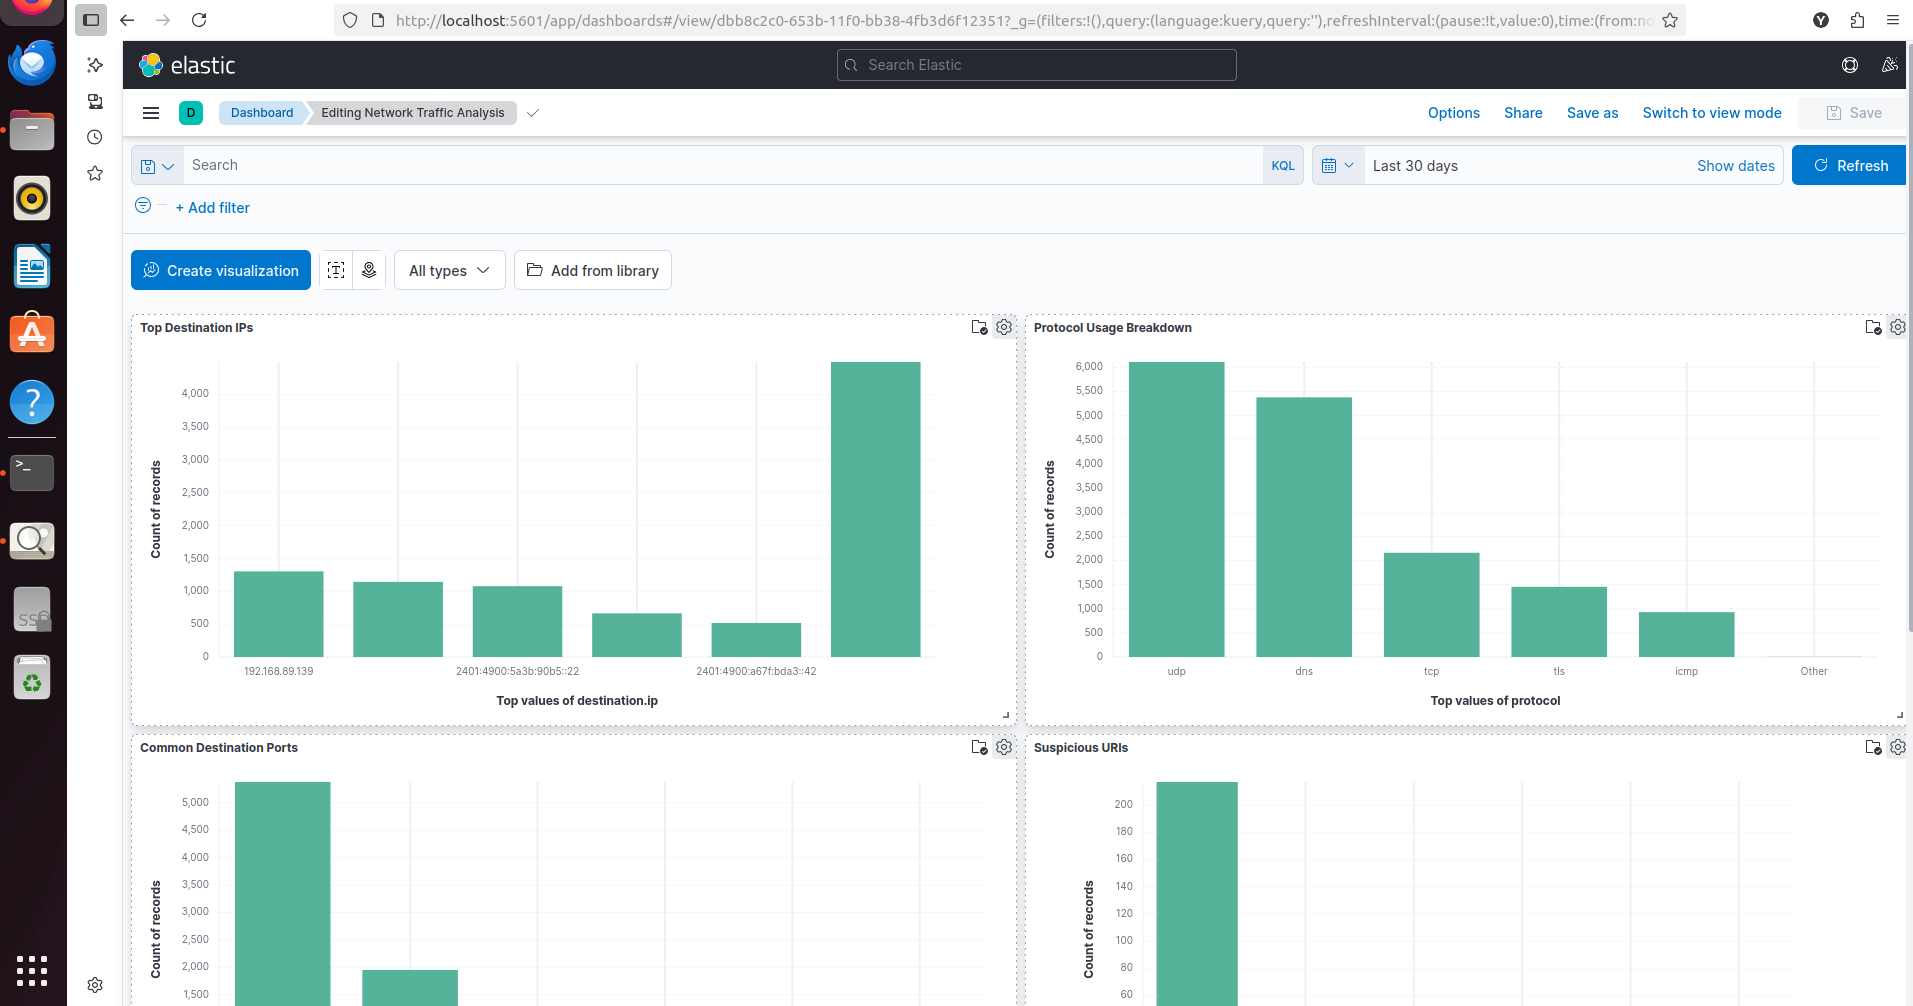 http://localhost:5601/app/dashboards#/view/dbb8c2c0-653b-11f0-bb38-4fb3d6f12351?_g=(filters:!(),query:(language:kuery,query:''),refreshInterval:(pause:!t,value:0),time:(from:no
Y
elastic
Search Elastic
D
Dashboard
Editing Network Traffic Analysis
Options
Share
Save as
Switch to view mode
Save
Search
KQL
Last 30 days
Show dates
Refresh
+ Add filter
Create visualization
T
All types
Add from library
Top Destination IPs
4,000
3,500
3,000
2,500
2,000
1,500
1,000
500
0
Count of records
192.168.89.139
2401:4900:5a3b:90b5::22
2401:4900:a67f:bda3::42
Top values of destination.ip
Protocol Usage Breakdown
6,000
5,500
5,000
4,500
4,000
3,500
3,000
2,500
2,000
1,500
1,000
500
0
Count of records
udp
dns
tcp
tls
icmp
Other
Top values of protocol
Common Destination Ports
5,000
4,500
4,000
3,500
3,000
2,500
2,000
1,500
Count of records
Suspicious URIs
200
180
160
140
120
100
80
60
Count of records
A
?
>_
SS